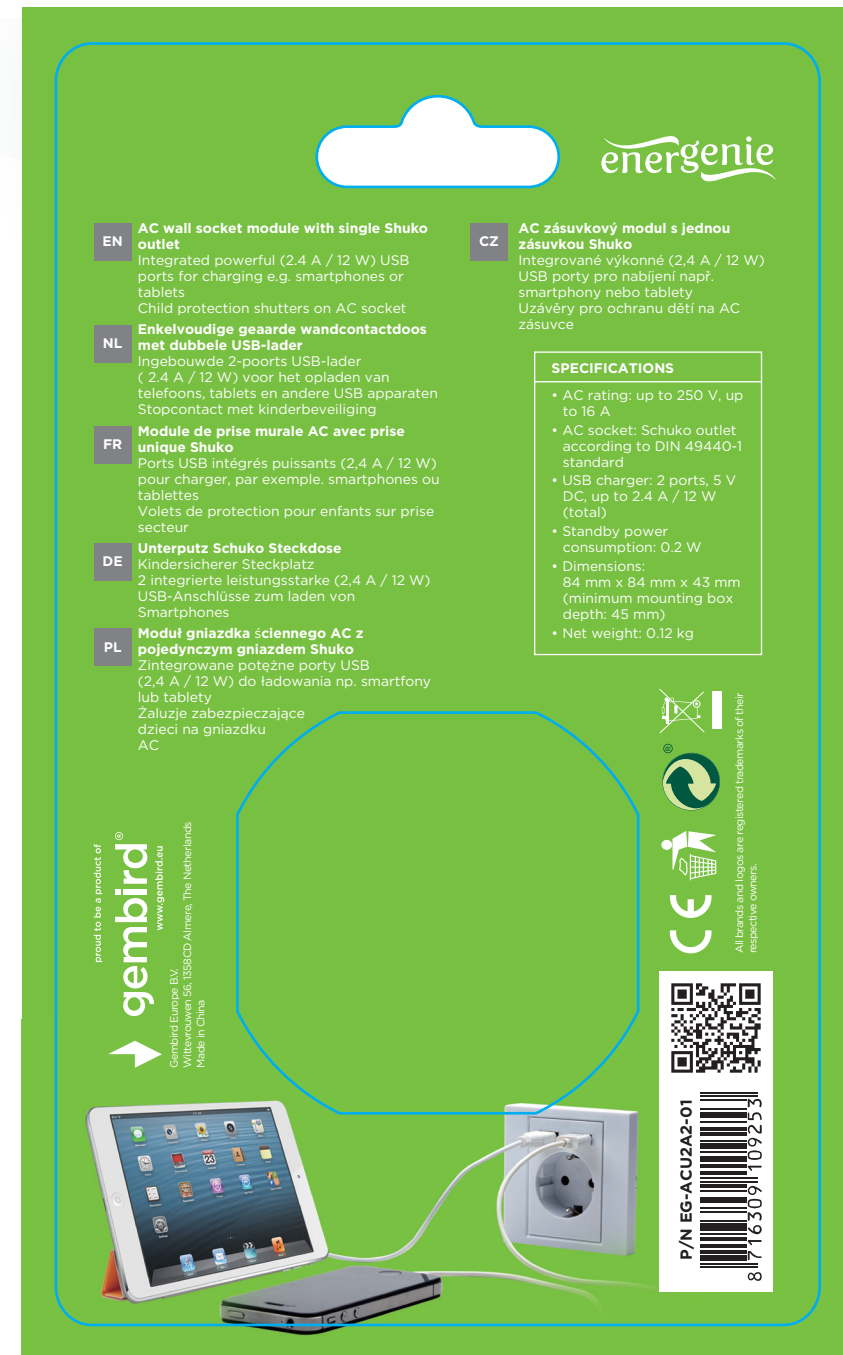 energenie
EN
AC wall socket module with single Shuko
outlet
Integrated powerful (2.4 A / 12 W) USB
ports for charging e.g. smartphones or
tablets
Child protection shutters on AC socket
NL
Enkelvoudige geaarde wandcontactdoos
met dubbele USB-lader
Ingebouwde 2-poorts USB-lader
( 2.4 A / 12 W) voor het opladen van
telefoons, tablets en andere USB apparaten
Stopcontact met kinderbeveiliging
FR
Module de prise murale AC avec prise
unique Shuko
Ports USB intégrés puissants (2,4 A / 12 W)
pour charger, par exemple. smartphones ou
tablettes
Volets de protection pour enfants sur prise
secteur
DE
Unterputz Schuko Steckdose
Kindersicherer Steckplatz
2 integrierte leistungsstarke (2,4 A / 12 W)
USB-Anschlüsse zum laden von
Smartphones
PL
Moduł gniazdka ściennego AC z
pojedynczym gniazdem Shuko
Zintegrowane potężne porty USB
(2,4 A / 12 W) do ładowania np. smartfony
lub tablety
Żaluzje zabezpieczające
dzieci na gniazdku
AC
CZ
AC zásuvkový modul s jednou
zásuvkou Shuko
Integrované výkonné (2,4 A / 12 W)
USB porty pro nabíjení např.
smartphony nebo tablety
Uzávěry pro ochranu dětí na AC
zásuvce
SPECIFICATIONS
• AC rating: up to 250 V, up
to 16 A
• AC socket: Schuko outlet
according to DIN 49440-1
standard
• USB charger: 2 ports, 5 V
DC, up to 2.4 A / 12 W
(total)
• Standby power
consumption: 0.2 W
• Dimensions:
84 mm x 84 mm x 43 mm
(minimum mounting box
depth: 45 mm)
• Net weight: 0.12 kg
proud to be a product of
gembird®
www.gembird.eu
Gembird Europe B.V.
Wittevrouwen 56, 1358CD Almere, The Netherlands
Made in China
®
CE
All brands and logos are registered trademarks of their
respective owners.
P/N EG-ACU2A2-01
8 716309 109253
23